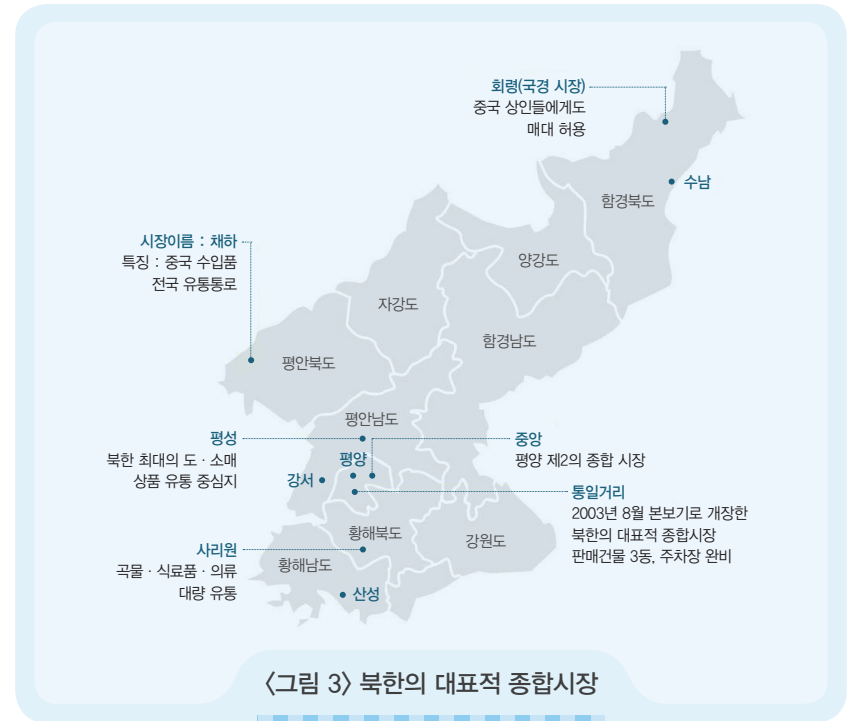 회령(국경 시장)
중국 상인들에게도
매대 허용
수남
함경북도
시장이름 : 채하
특징 : 중국 수입품
전국 유통통로
양강도
자강도
함경남도
평안북도
평안남도
평성
북한 최대의 도 · 소매
상품 유통 중심지
평양
강서
중앙
평양 제2의 종합 시장
통일거리
2003년 8월 본보기로 개장한
북한의 대표적 종합시장
판매건물 3동, 주차장 완비
황해북도
강원도
사리원
곡물 · 식료품 · 의류
대량 유통
황해남도
산성
〈그림 3〉 북한의 대표적 종합시장